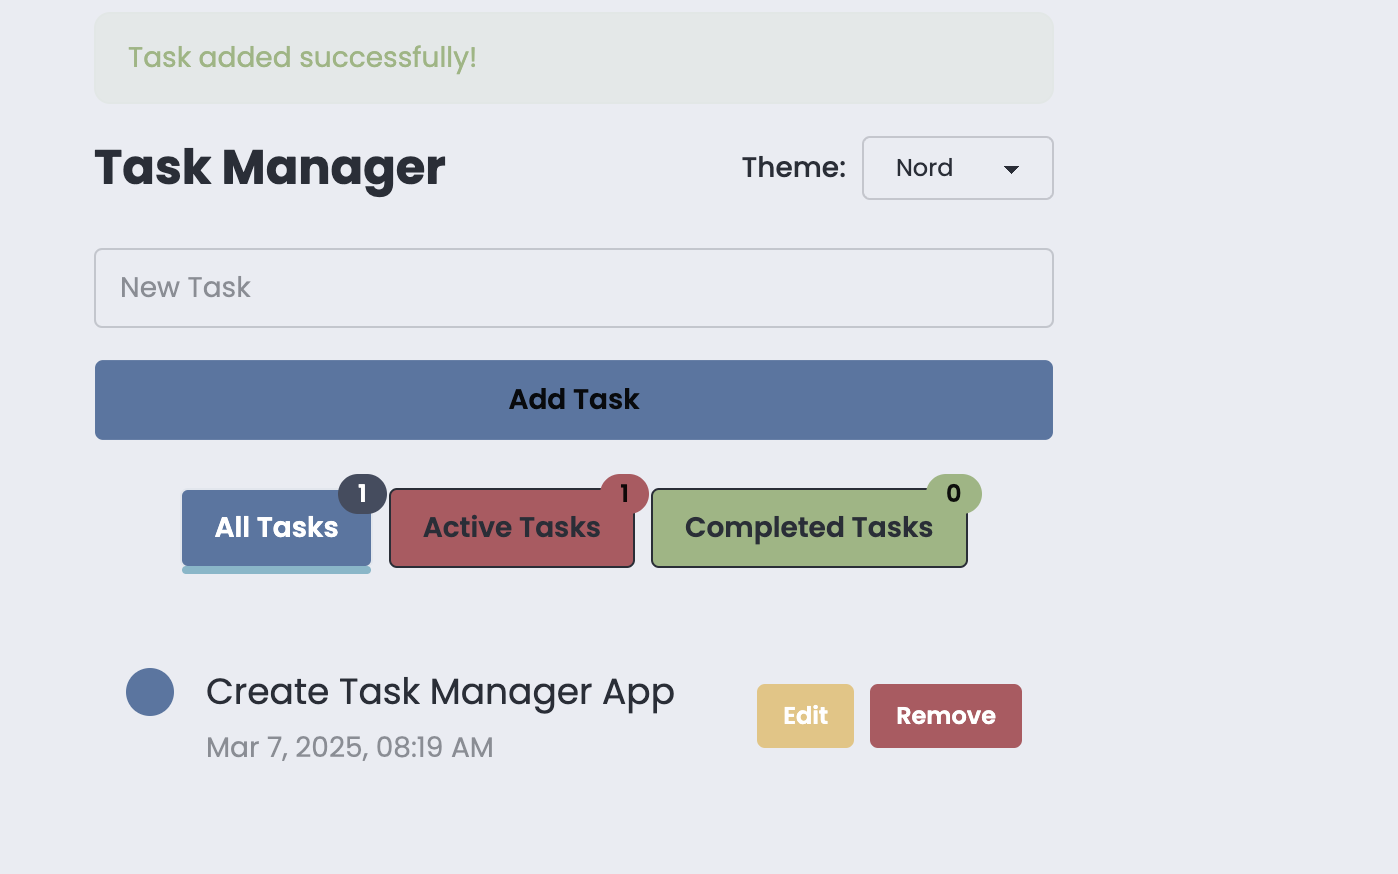 Task added successfully!
Task Manager
Theme: Nord
New Task
Add Task
All Tasks 1
Active Tasks 1
Completed Tasks 0
Create Task Manager App
Mar 7, 2025, 08:19 AM
Edit
Remove